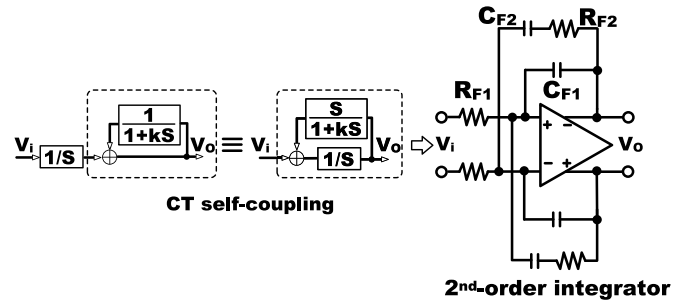 CF2 RF2
1
1+kS
Vi 1/S Vo
≡
S
1+kS
Vi 1/S Vo
CT self-coupling
RF1 CF1
+ −
Vi Vo
− +
2nd-order integrator